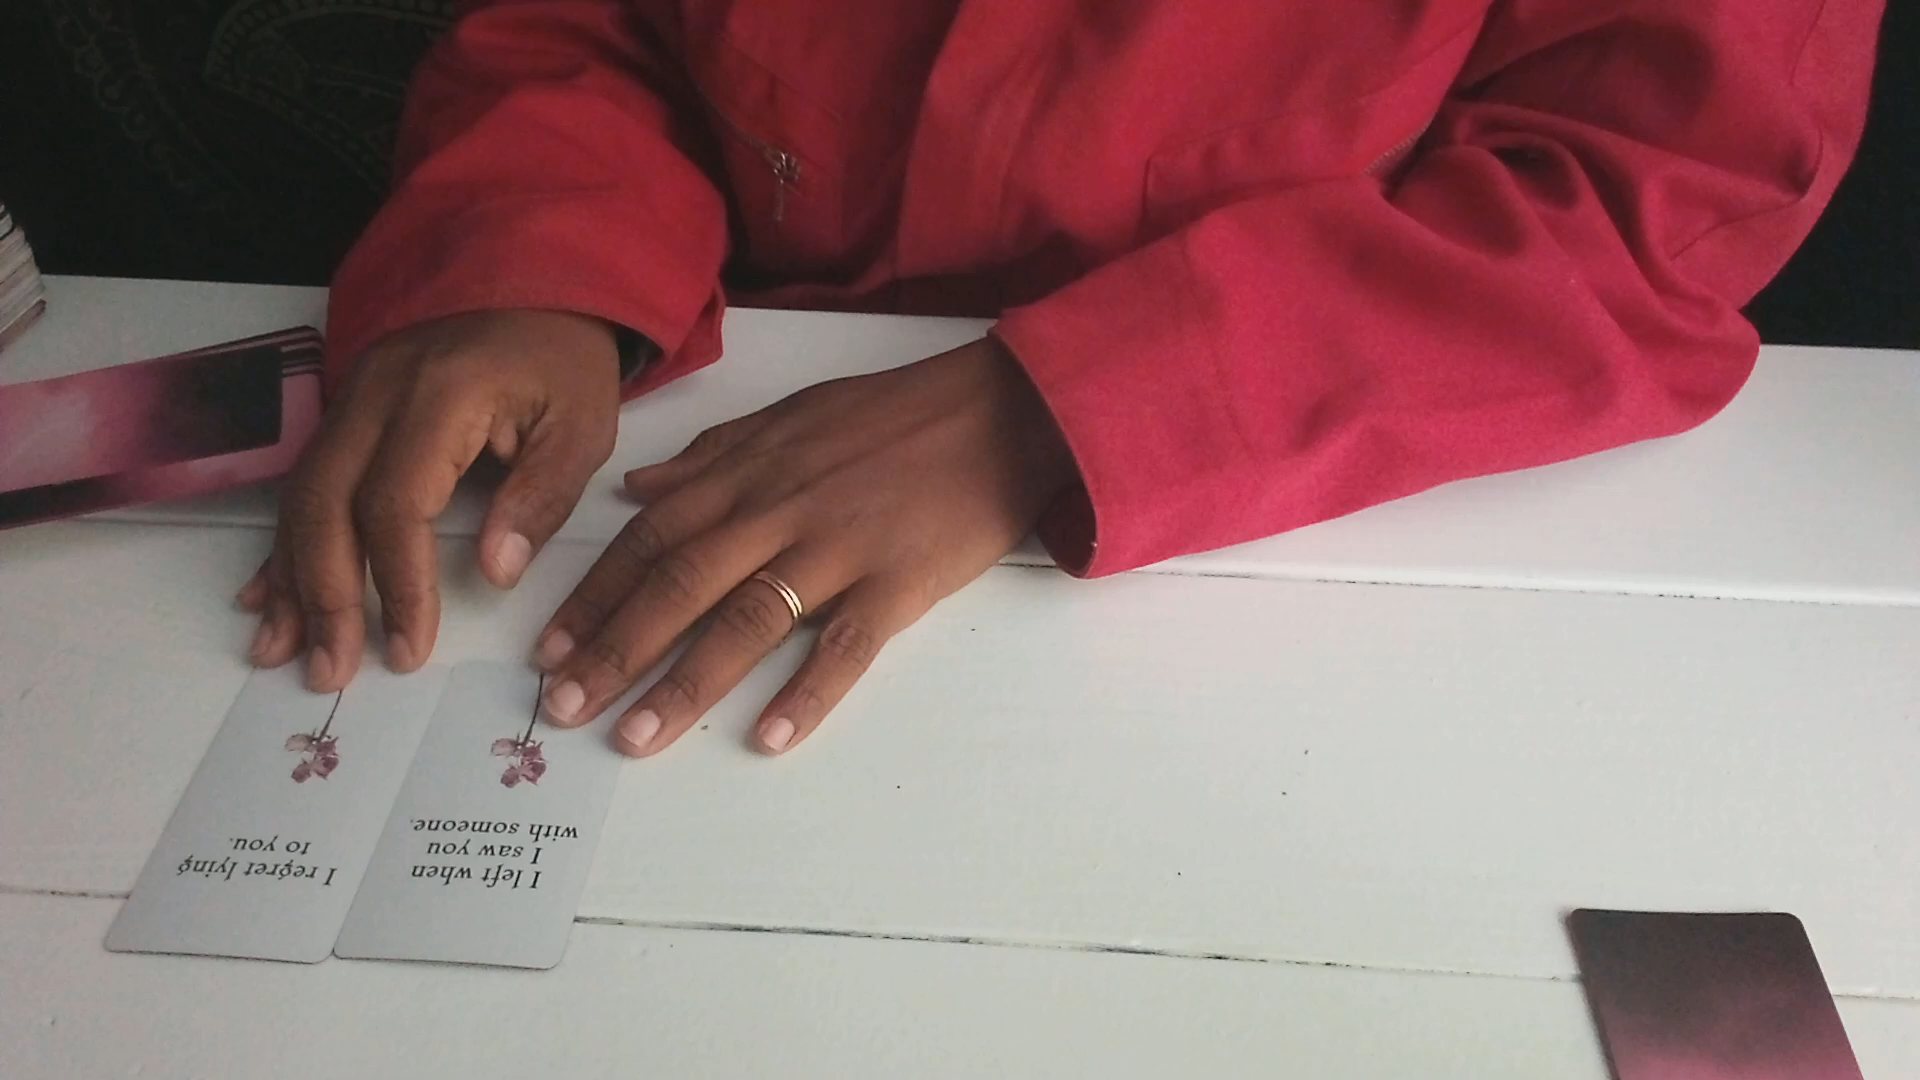 I regret lying
to you.
I left when
I saw you
with someone.